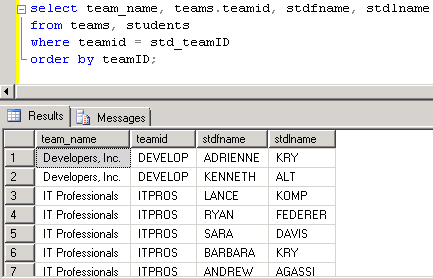 select team_name, teams.teamid, stdfname, stdlname
from teams, students
where teamid = std_teamID
order by teamID;
Results Messages
team_name teamid stdfname stdlname
1 Developers, Inc. DEVELOP ADRIENNE KRY
2 Developers, Inc. DEVELOP KENNETH ALT
3 IT Professionals ITPROS LANCE KOMP
4 IT Professionals ITPROS RYAN FEDERER
5 IT Professionals ITPROS SARA DAVIS
6 IT Professionals ITPROS BARBARA KRY
7 IT Professionals ITPROS ANDREW AGASSI